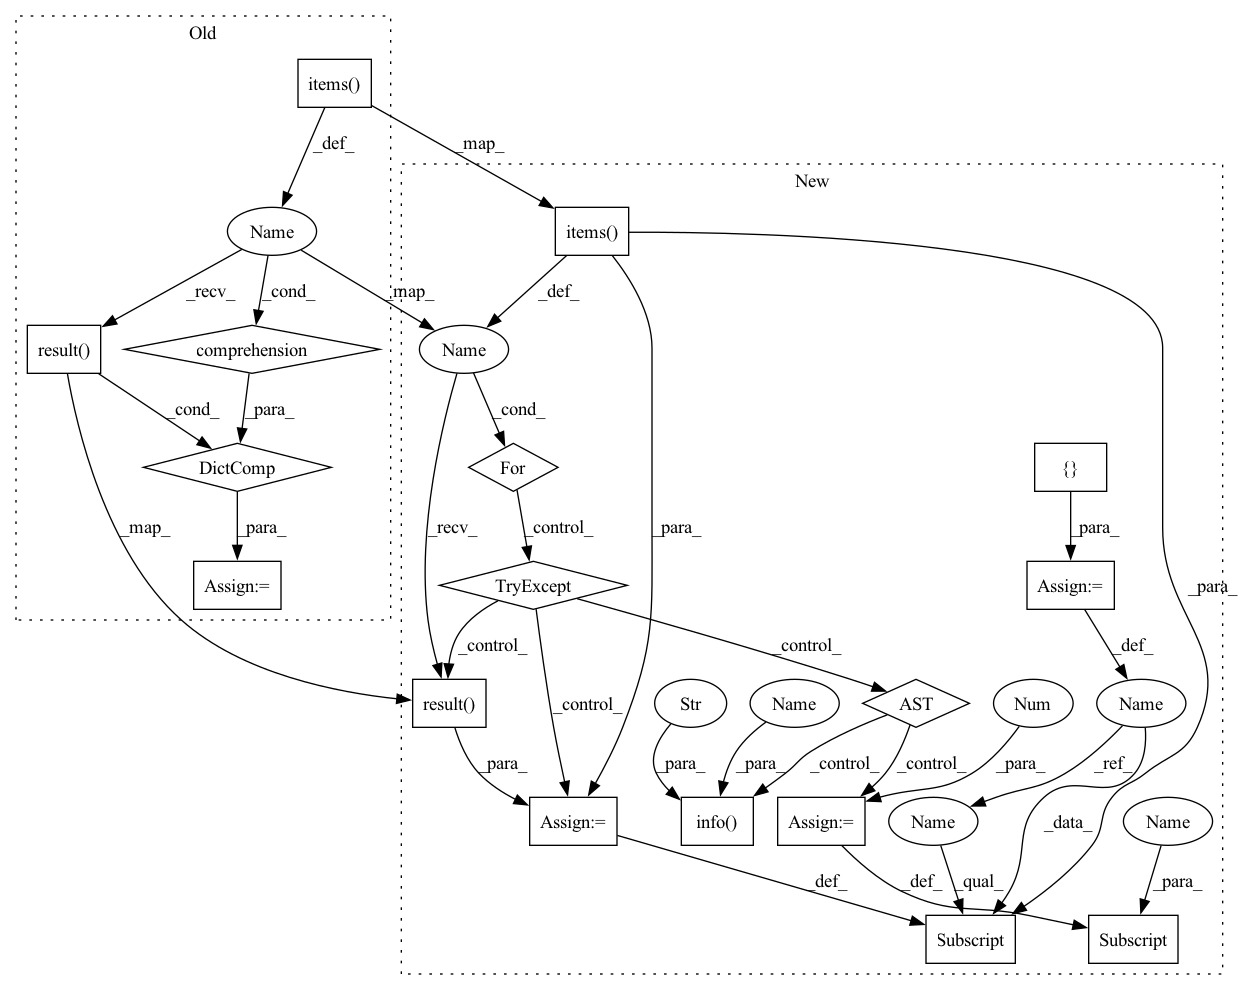 Old
items()
_def_
_map_
New
Name
items()
_recv_
_cond_
_map_
_def_
result()
comprehension
Name
_cond_
_para_
_cond_
DictComp
For
{}
_map_
_para_
_recv_
_control_
_para_
_para_
_para_
Assign:=
TryExcept
Assign:=
_control_
_control_
_def_
result()
Str
Name
AST
Num
Name
_control_
_para_
_para_
_para_
_control_
_control_
_para_
_ref_
Assign:=
info()
Assign:=
Name
_data_
Name
_def_
_def_
_qual_
_para_
Subscript
Subscript